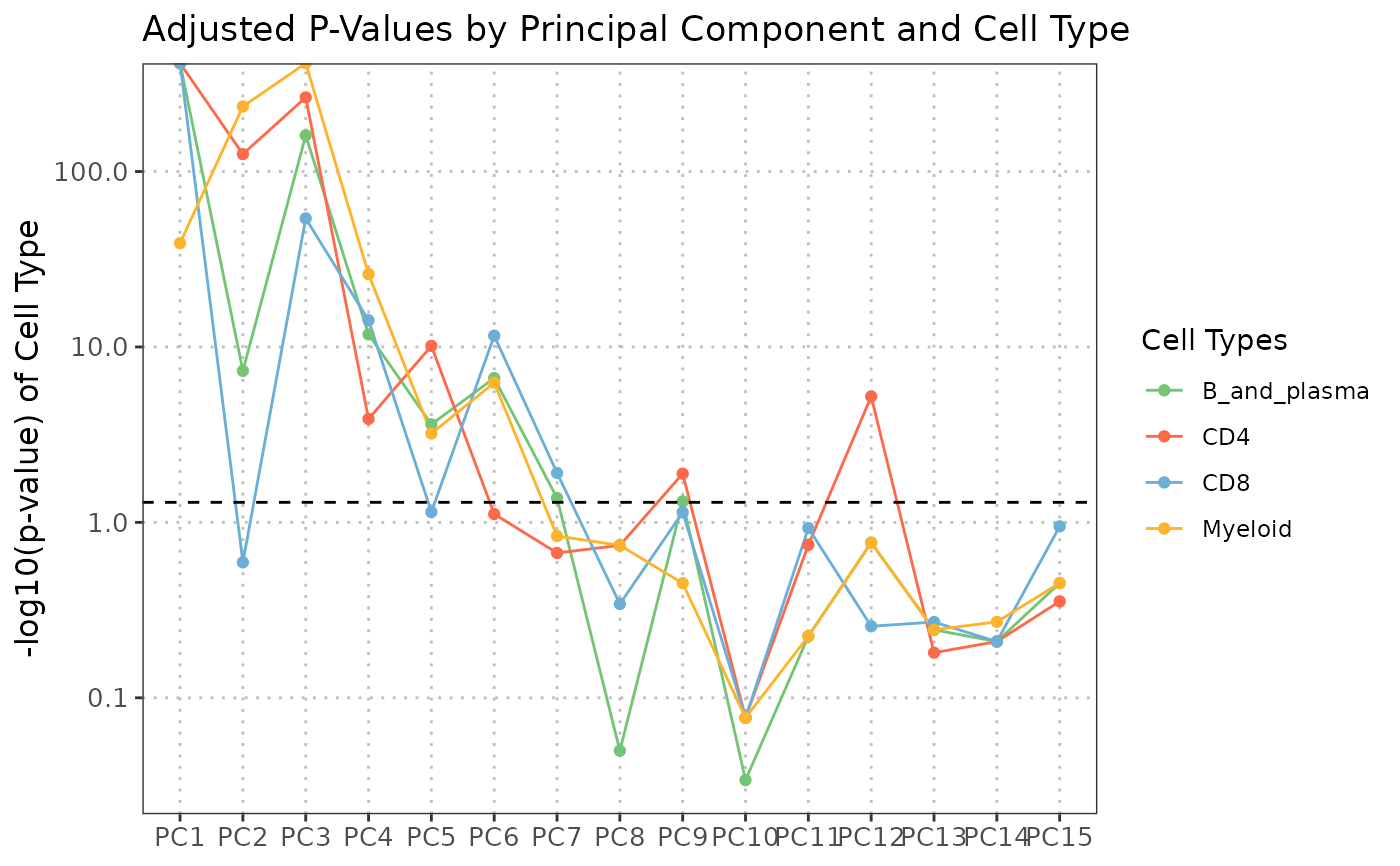 Adjusted P-Values by Principal Component and Cell Type
-log10(p-value) of Cell Type
100.0
10.0
1.0
0.1
PC1 PC2 PC3 PC4 PC5 PC6 PC7 PC8 PC9 PC10 PC11 PC12 PC13 PC14 PC15
Cell Types
B_and_plasma
CD4
CD8
Myeloid